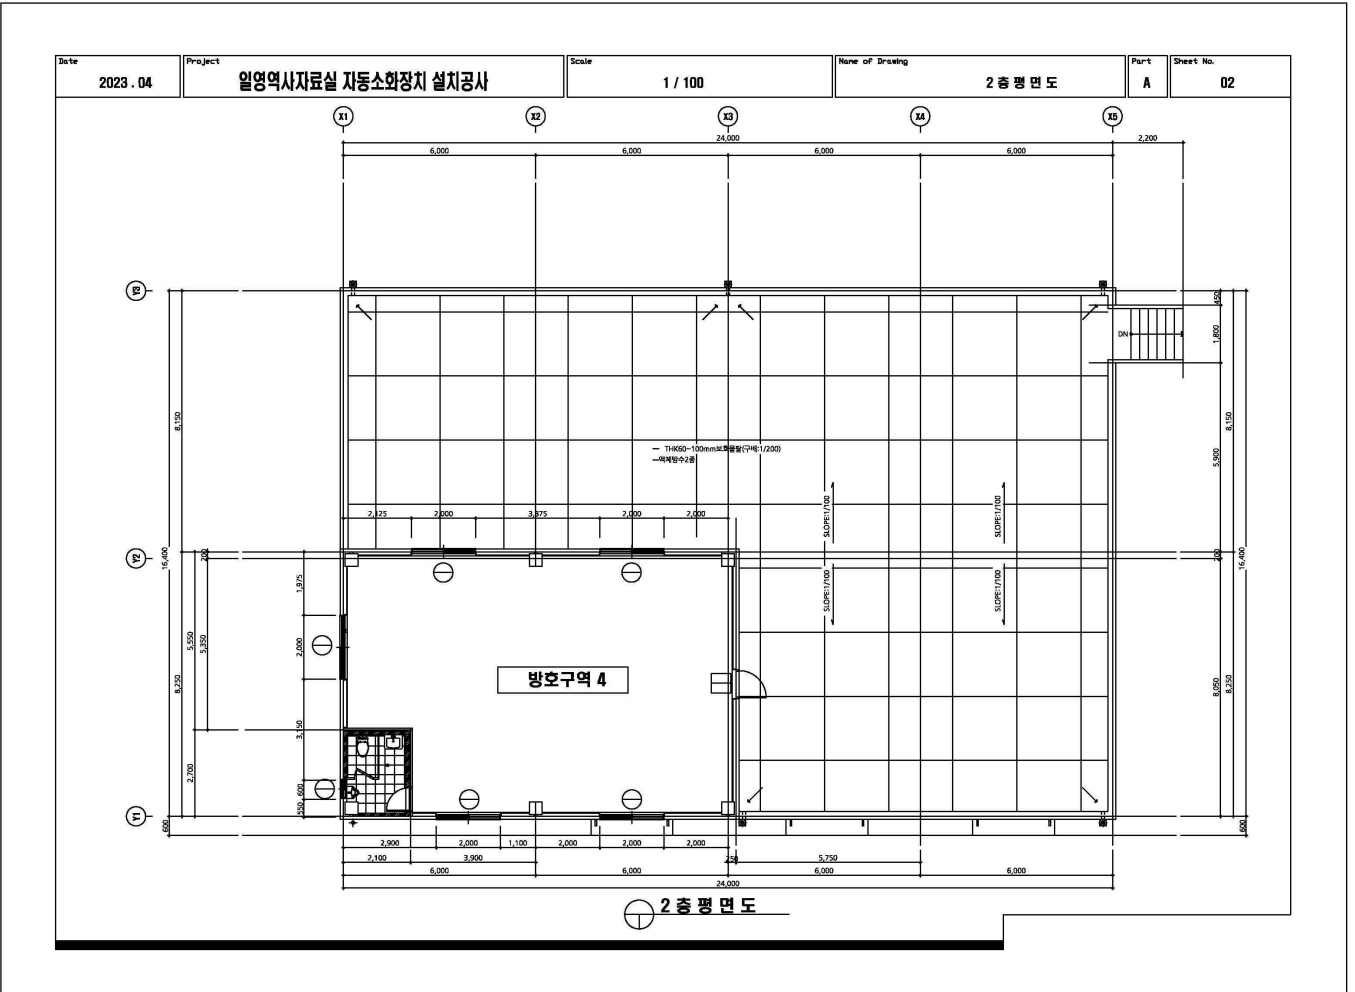 Date
2023 . 04
Project
일영역사자료실 자동소화장치 설치공사
Scale
1 / 100
Name of Drawing
2 층 평 면 도
Part
A
Sheet No.
02
X1 X2 X3 X4 X5
24,000 2,200
6,000 6,000 6,000 6,000
Y3
450
DN
1,800
8,150
8,150
5,900
THK60~100mm보호몰탈(구배:1/200)
액체방수2종
SLOPE:1/100
SLOPE:1/100
2,125 2,000 3,875 2,000 2,000
Y2
16,400
200
200
16,400
SLOPE:1/100
SLOPE:1/100
1,975
5,550
5,350
2,000
8,250
방호구역 4
8,050
8,250
3,150
2,700
600
550
Y1
600
600
2,900 2,000 1,100 2,000 2,000 2,000
2,100 3,900 250 5,750
6,000 6,000 6,000 6,000
24,000
2 층 평 면 도